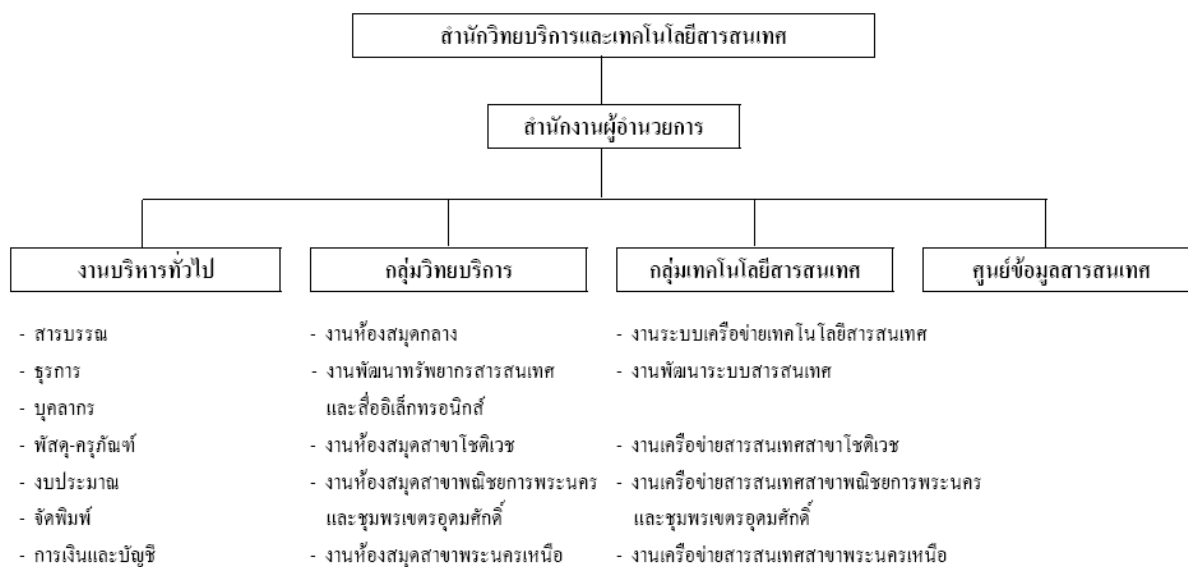 สำนักวิทยบริการและเทคโนโลยีสารสนเทศ
สำนักงานผู้อำนวยการ
งานบริหารทั่วไป
- สารบรรณ
- ธุรการ
- บุคลากร
- พัสดุ-ครุภัณฑ์
- งบประมาณ
- จัดพิมพ์
- การเงินและบัญชี
กลุ่มวิทยบริการ
- งานห้องสมุดกลาง
- งานพัฒนาทรัพยากรสารสนเทศ
และสื่ออิเล็กทรอนิกส์
- งานห้องสมุดสาขาโชติเวช
- งานห้องสมุดสาขาพณิชยการพระนคร
และชุมพรเขตรอุดมศักดิ์
- งานห้องสมุดสาขาพระนครเหนือ
กลุ่มเทคโนโลยีสารสนเทศ
- งานระบบเครือข่ายเทคโนโลยีสารสนเทศ
- งานพัฒนาระบบสารสนเทศ
- งานเครือข่ายสารสนเทศสาขาโชติเวช
- งานเครือข่ายสารสนเทศสาขาพณิชยการพระนคร
และชุมพรเขตรอุดมศักดิ์
- งานเครือข่ายสารสนเทศสาขาพระนครเหนือ
ศูนย์ข้อมูลสารสนเทศ